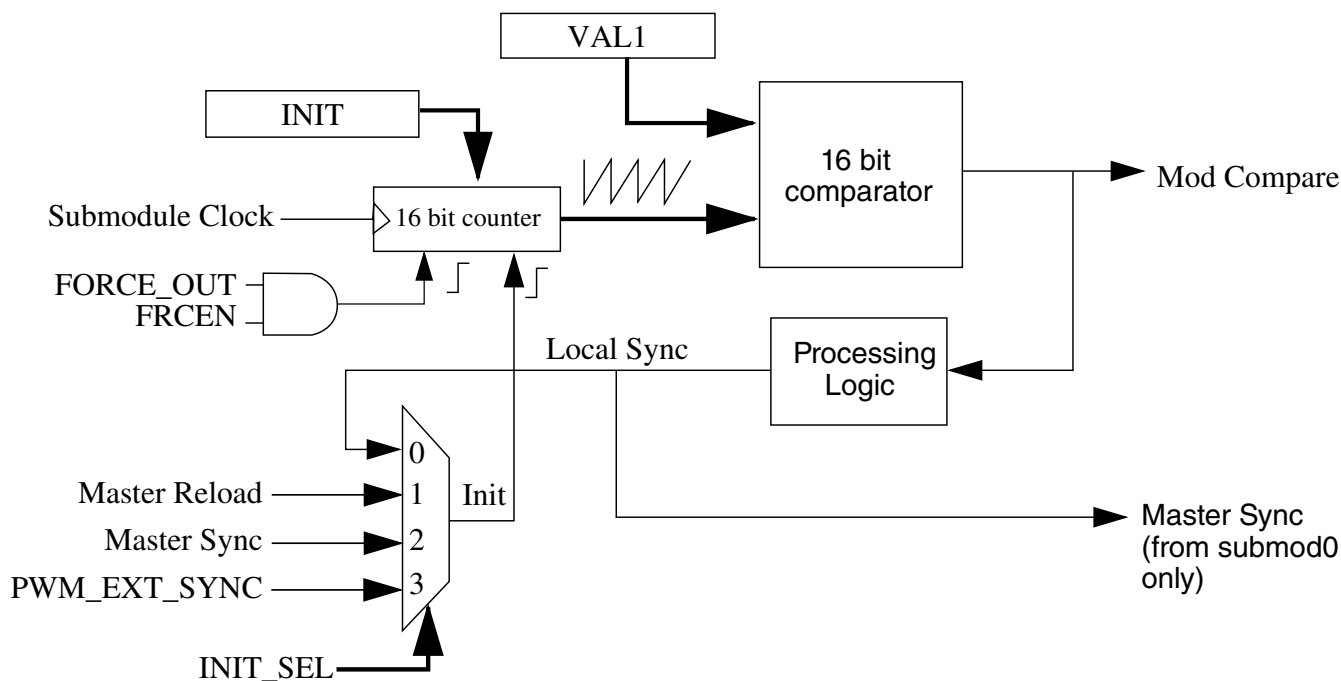 VAL1
INIT
16 bit
comparator
Mod Compare
Submodule Clock
16 bit counter
FORCE_OUT
FRCEN
Local Sync
Processing
Logic
0
Master Reload
1
Init
Master Sync
2
PWM_EXT_SYNC
3
Master Sync
(from submod0
only)
INIT_SEL